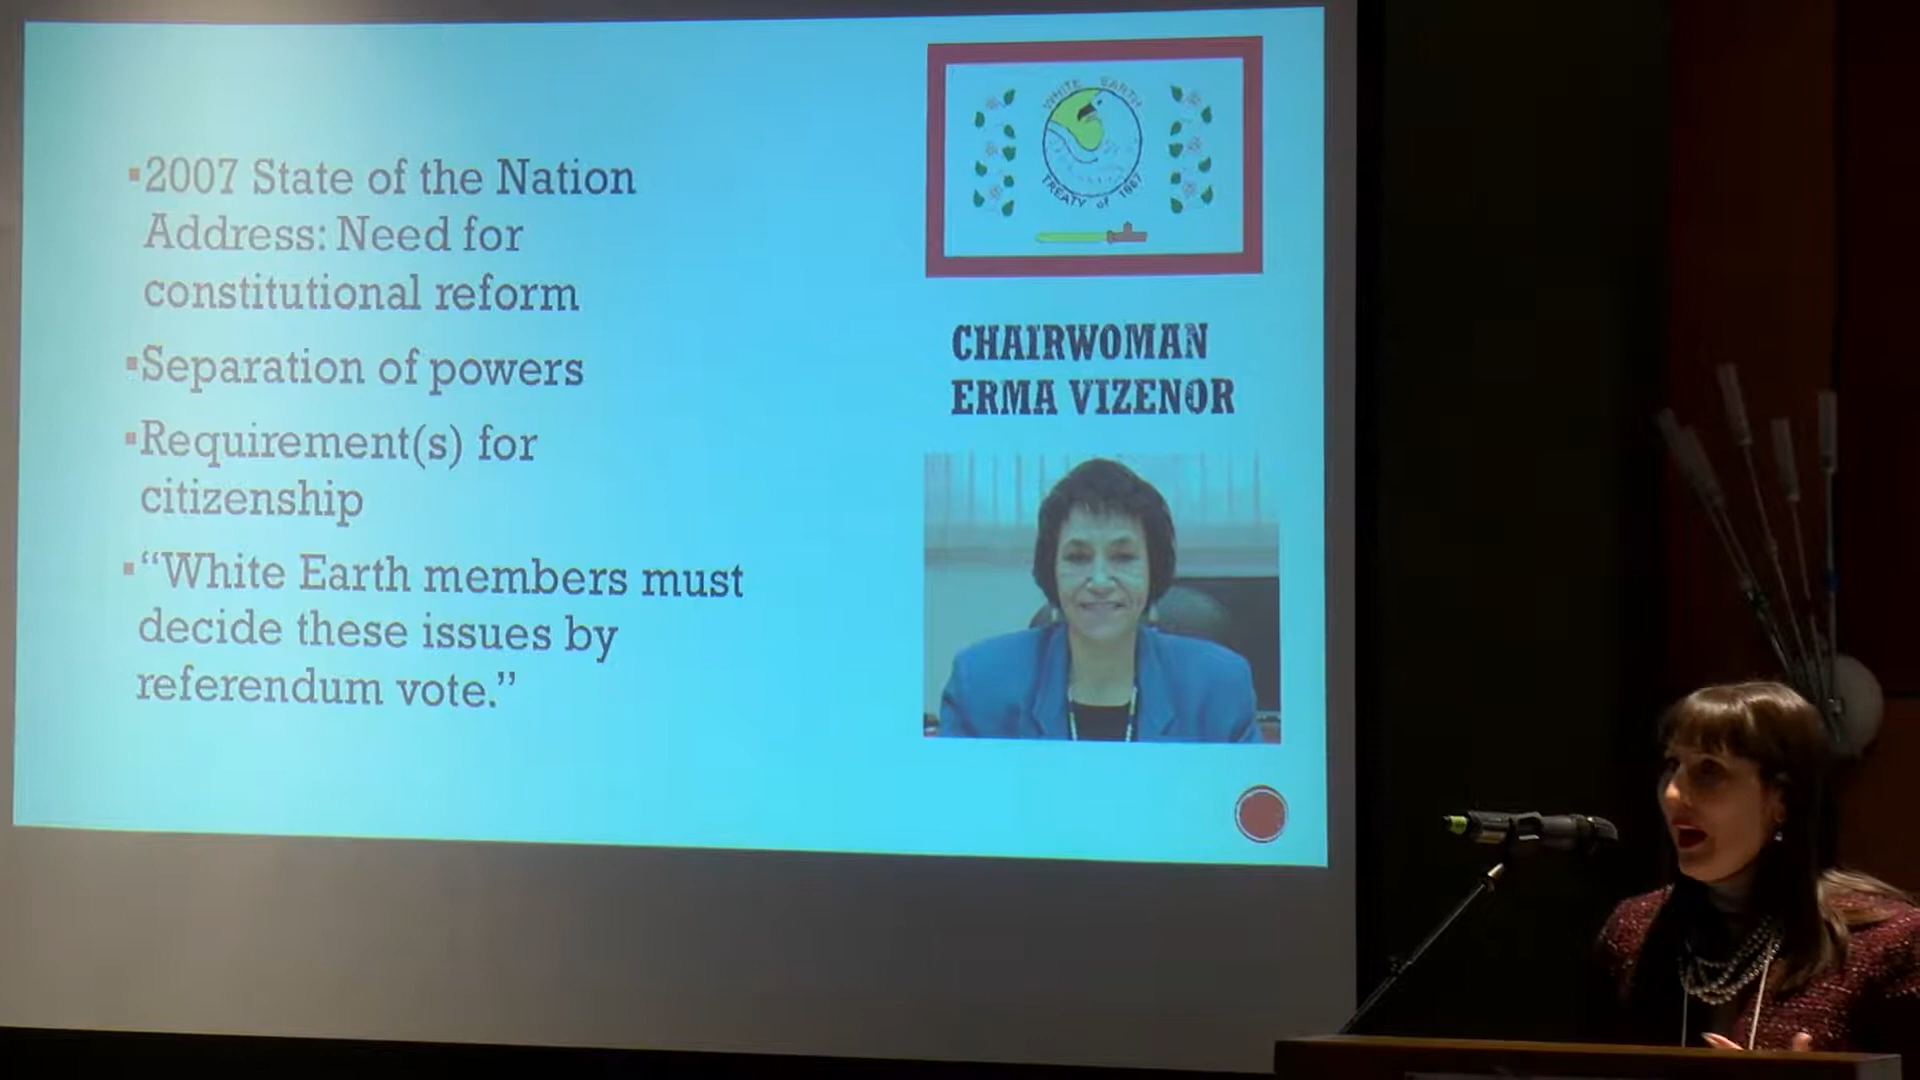 ▪2007 State of the Nation
Address: Need for
constitutional reform
▪Separation of powers
▪Requirement(s) for
citizenship
▪“White Earth members must
decide these issues by
referendum vote.”
WHITE EARTH
TREATY of 1867
CHAIRWOMAN
ERMA VIZENOR